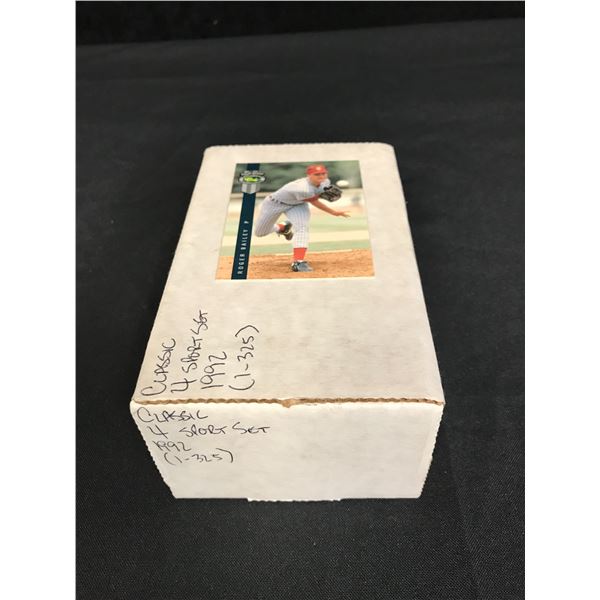 ROGER BAILEY P
CLASSIC
4 SPORT SET
1992
(1-325)
CLASSIC
4 SPORT SET
1992
(1-325)